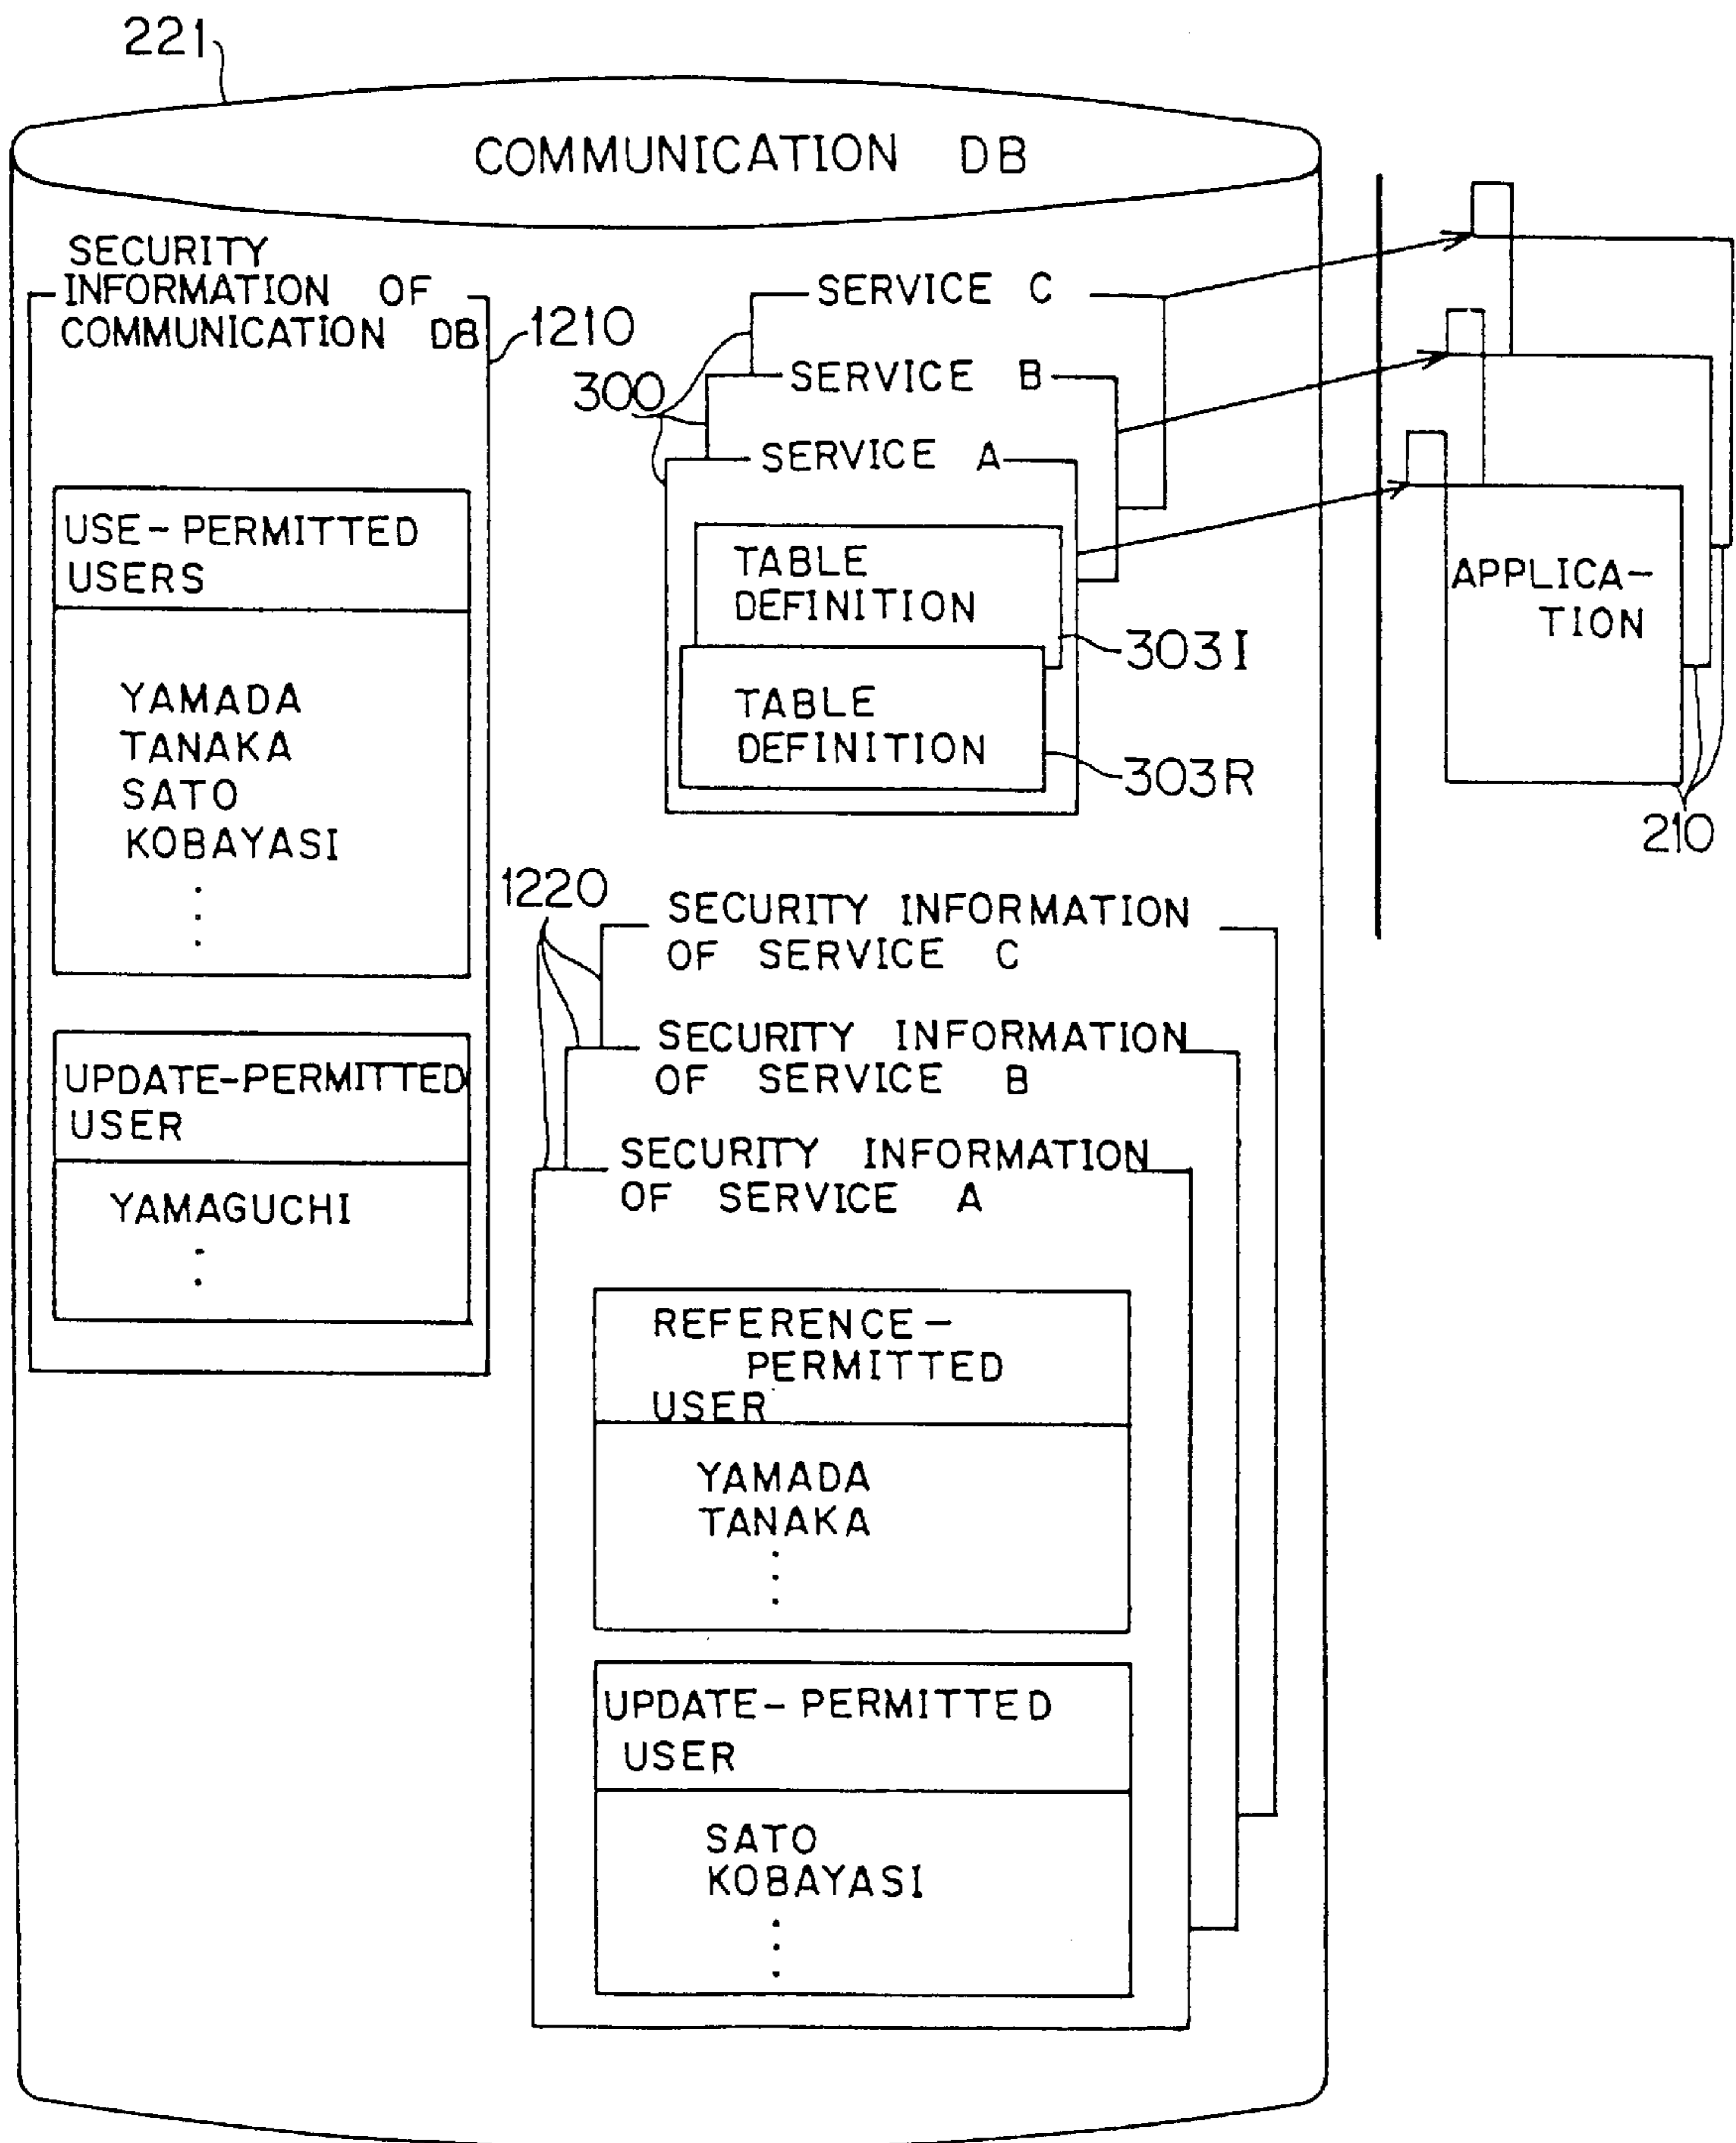 221
COMMUNICATION DB
SECURITY
INFORMATION OF
COMMUNICATION DB
1210
USE-PERMITTED
USERS
YAMADA
TANAKA
SATO
KOBAYASI
UPDATE-PERMITTED
USER
YAMAGUCHI
300
SERVICE C
SERVICE B
SERVICE A
TABLE
DEFINITION
303I
TABLE
DEFINITION
303R
APPLICA-
TION
210
1220
SECURITY INFORMATION
OF SERVICE C
SECURITY INFORMATION
OF SERVICE B
SECURITY INFORMATION
OF SERVICE A
REFERENCE-
PERMITTED
USER
YAMADA
TANAKA
UPDATE-PERMITTED
USER
SATO
KOBAYASI